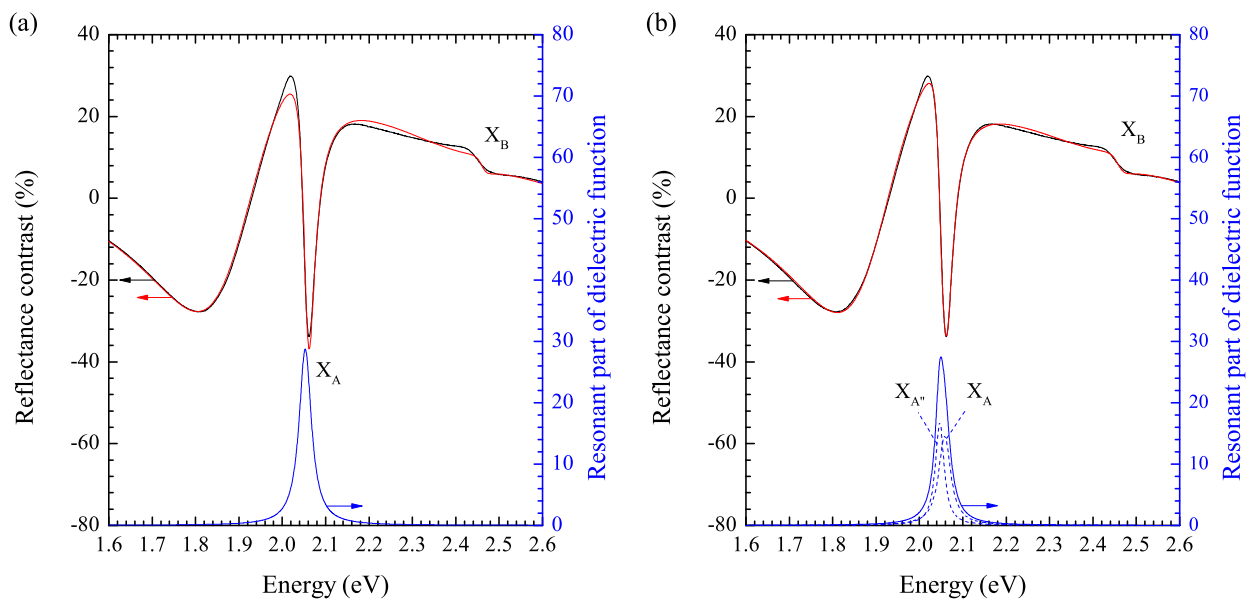 (a)
40
20
0
-20
-40
-60
-80
Reflectance contrast (%)
80
70
60
50
40
30
20
10
0
Resonant part of dielectric function
X_B
X_A
1.6 1.7 1.8 1.9 2.0 2.1 2.2 2.3 2.4 2.5 2.6
Energy (eV)
(b)
40
20
0
-20
-40
-60
-80
Reflectance contrast (%)
80
70
60
50
40
30
20
10
0
Resonant part of dielectric function
X_B
X_A" X_A
1.6 1.7 1.8 1.9 2.0 2.1 2.2 2.3 2.4 2.5 2.6
Energy (eV)